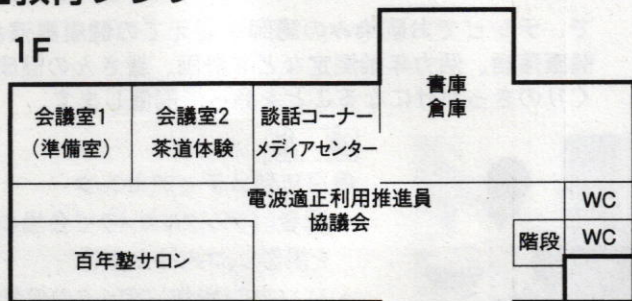 1F
会議室1
(準備室)
会議室2
茶道体験
談話コーナー
メディアセンター
書庫
倉庫
電波適正利用推進員
協議会
百年塾サロン
階段
WC
WC